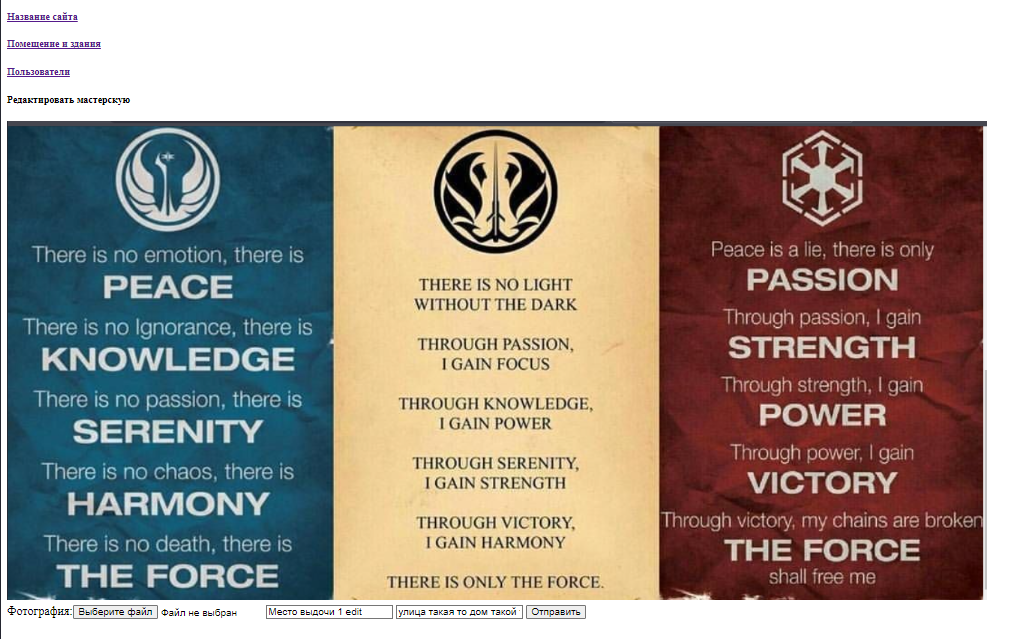 Название сайта
Помещение и здания
Пользователи
Редактировать мастерскую
There is no emotion, there is
PEACE
There is no Ignorance, there is
KNOWLEDGE
There is no passion, there is
SERENITY
There is no chaos, there is
HARMONY
There is no death, there is
THE FORCE
THERE IS NO LIGHT
WITHOUT THE DARK
THROUGH PASSION,
I GAIN FOCUS
THROUGH KNOWLEDGE,
I GAIN POWER
THROUGH SERENITY,
I GAIN STRENGTH
THROUGH VICTORY,
I GAIN HARMONY
THERE IS ONLY THE FORCE.
Peace is a lie, there is only
PASSION
Through passion, I gain
STRENGTH
Through strength, I gain
POWER
Through power, I gain
VICTORY
Through victory, my chains are broken
THE FORCE
shall free me
Фотография: Выберите файл Файл не выбран Место выдочи 1 edit улица такая то дом такой Отправить